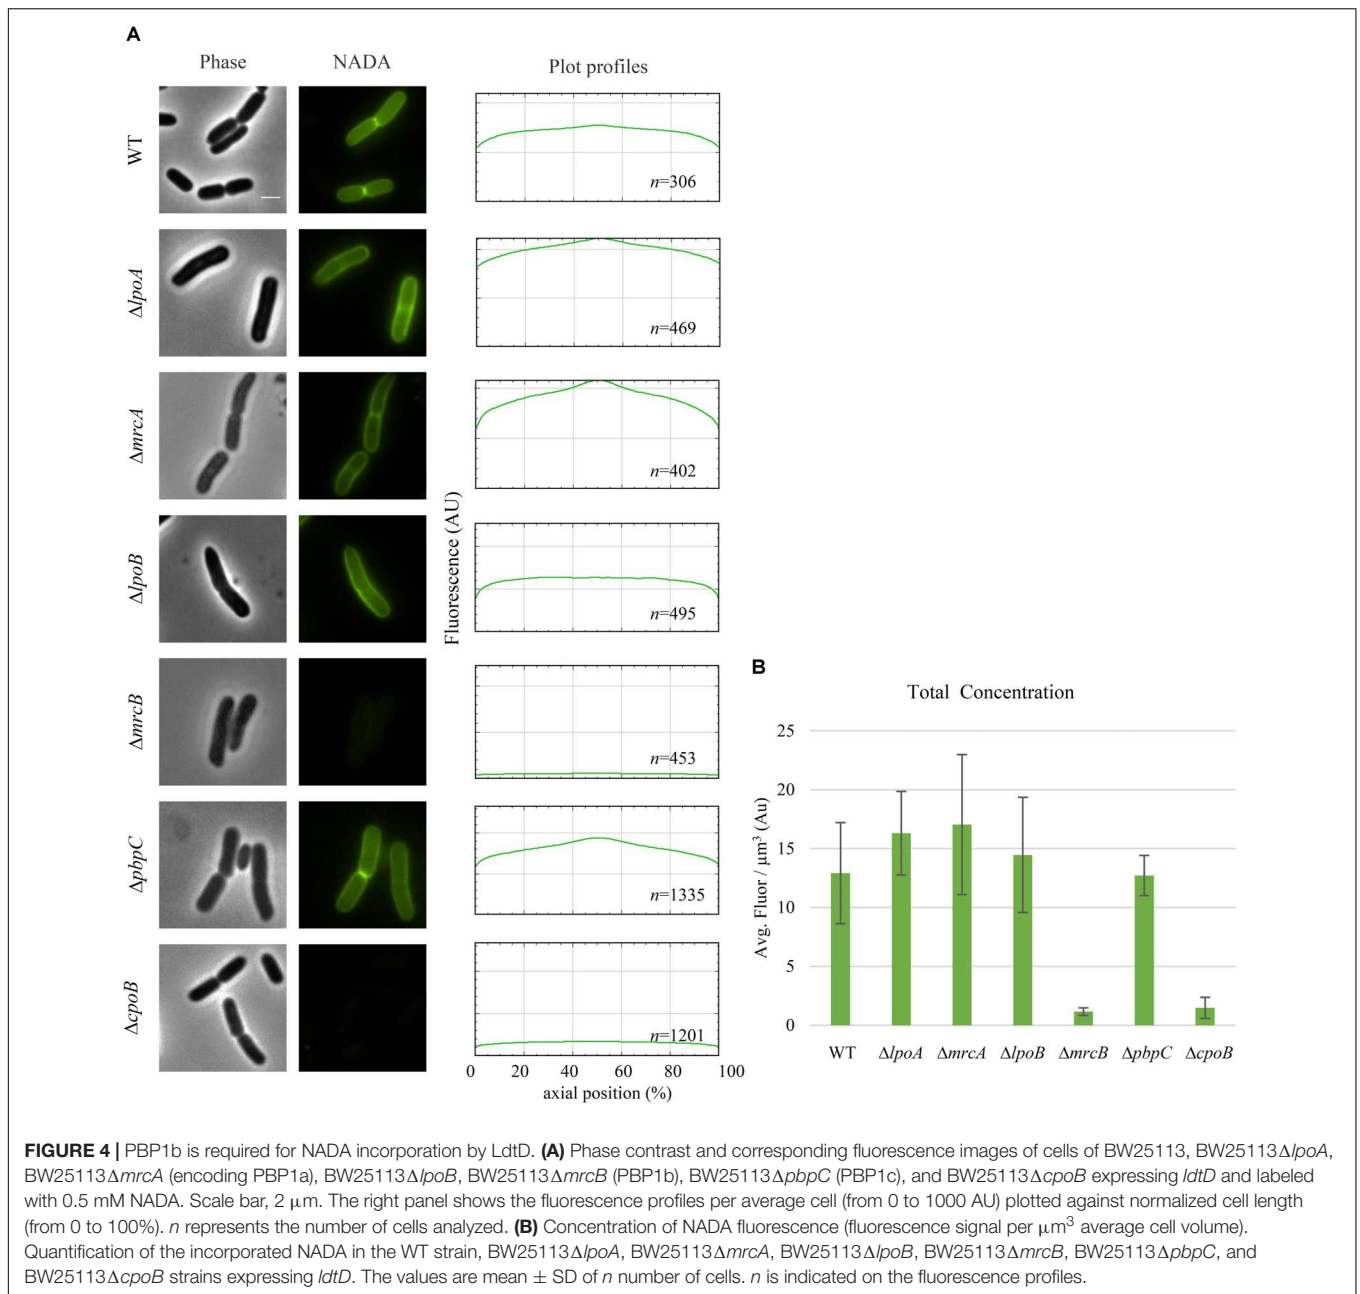 A
Phase NADA Plot profiles
WT
n=306
ΔlpoA
n=469
ΔmrcA
n=402
ΔlpoB
n=495
Fluorescence (AU)
ΔmrcB
n=453
ΔpbpC
n=1335
ΔcpoB
n=1201
0 20 40 60 80 100
axial position (%)
B
Total Concentration
Avg. Fluor / μm³ (Au)
25
20
15
10
5
0
WT ΔlpoA ΔmrcA ΔlpoB ΔmrcB ΔpbpC ΔcpoB
FIGURE 4 | PBP1b is required for NADA incorporation by LdtD. (A) Phase contrast and corresponding fluorescence images of cells of BW25113, BW25113ΔlpoA,
BW25113ΔmrcA (encoding PBP1a), BW25113ΔlpoB, BW25113ΔmrcB (PBP1b), BW25113ΔpbpC (PBP1c), and BW25113ΔcpoB expressing ldtD and labeled
with 0.5 mM NADA. Scale bar, 2 μm. The right panel shows the fluorescence profiles per average cell (from 0 to 1000 AU) plotted against normalized cell length
(from 0 to 100%). n represents the number of cells analyzed. (B) Concentration of NADA fluorescence (fluorescence signal per μm³ average cell volume).
Quantification of the incorporated NADA in the WT strain, BW25113ΔlpoA, BW25113ΔmrcA, BW25113ΔlpoB, BW25113ΔmrcB, BW25113ΔpbpC, and
BW25113ΔcpoB strains expressing ldtD. The values are mean ± SD of n number of cells. n is indicated on the fluorescence profiles.